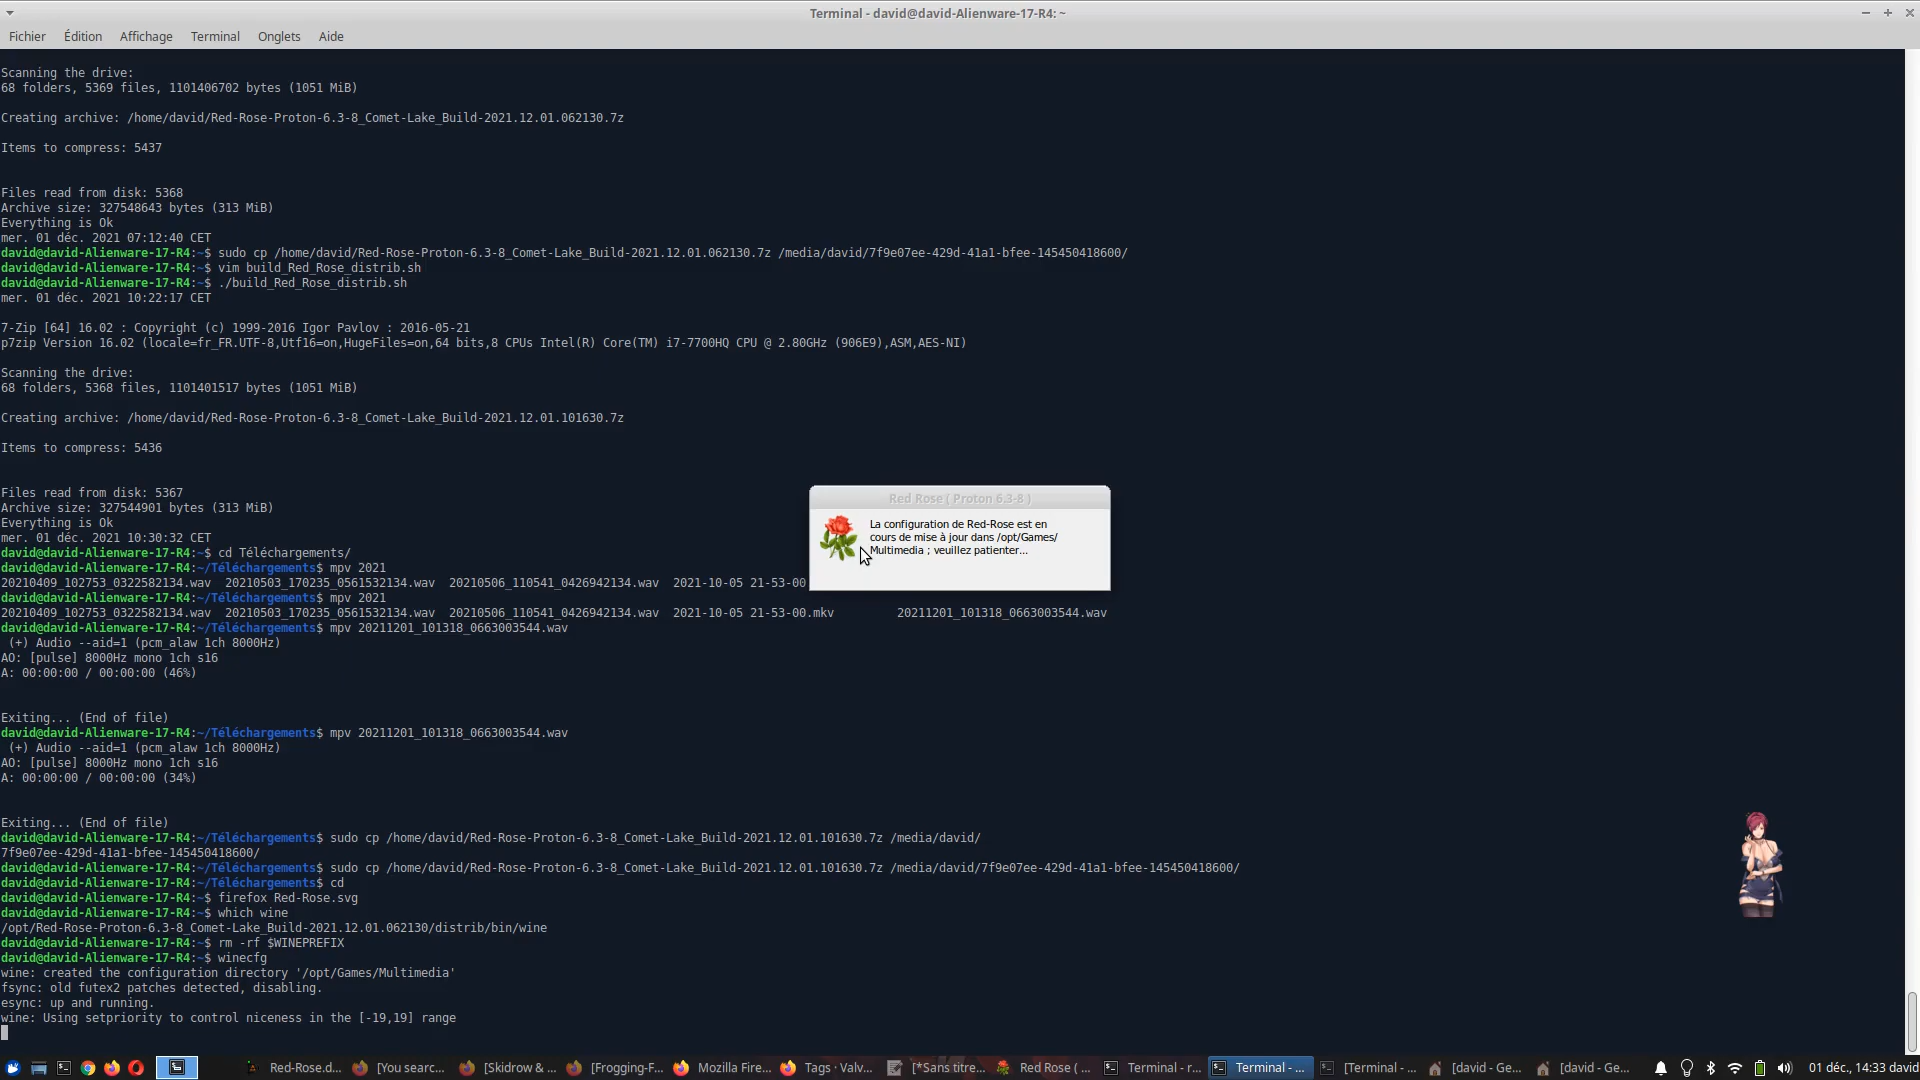 Terminal - david@david-Alienware-17-R4: ~
Fichier Édition Affichage Terminal Onglets Aide
Scanning the drive:
68 folders, 5369 files, 1101406702 bytes (1051 MiB)
Creating archive: /home/david/Red-Rose-Proton-6.3-8_Comet-Lake_Build-2021.12.01.062130.7z
Items to compress: 5437
Files read from disk: 5368
Archive size: 327548643 bytes (313 MiB)
Everything is Ok
mer. 01 déc. 2021 07:12:40 CET
david@david-Alienware-17-R4:~$ sudo cp /home/david/Red-Rose-Proton-6.3-8_Comet-Lake_Build-2021.12.01.062130.7z /media/david/7f9e07ee-429d-41a1-bfee-145450418600/
david@david-Alienware-17-R4:~$ vim build_Red_Rose_distrib.sh
david@david-Alienware-17-R4:~$ ./build_Red_Rose_distrib.sh
mer. 01 déc. 2021 10:22:17 CET
7-Zip [64] 16.02 : Copyright (c) 1999-2016 Igor Pavlov : 2016-05-21
p7zip Version 16.02 (locale=fr_FR.UTF-8,Utf16=on,HugeFiles=on,64 bits,8 CPUs Intel(R) Core(TM) i7-7700HQ CPU @ 2.80GHz (906E9),ASM,AES-NI)
Scanning the drive:
68 folders, 5368 files, 1101401517 bytes (1051 MiB)
Creating archive: /home/david/Red-Rose-Proton-6.3-8_Comet-Lake_Build-2021.12.01.101630.7z
Items to compress: 5436
Files read from disk: 5367
Archive size: 327544901 bytes (313 MiB)
Everything is Ok
mer. 01 déc. 2021 10:30:32 CET
david@david-Alienware-17-R4:~$ cd Téléchargements/
david@david-Alienware-17-R4:~/Téléchargements$ mpv 2021
20210409_102753_0322582134.wav 20210503_170235_0561532134.wav 20210506_110541_0426942134.wav 2021-10-05 21-53-00
david@david-Alienware-17-R4:~/Téléchargements$ mpv 2021
20210409_102753_0322582134.wav 20210503_170235_0561532134.wav 20210506_110541_0426942134.wav 2021-10-05 21-53-00.mkv 20211201_101318_0663003544.wav
david@david-Alienware-17-R4:~/Téléchargements$ mpv 20211201_101318_0663003544.wav
(+) Audio --aid=1 (pcm_alaw 1ch 8000Hz)
AO: [pulse] 8000Hz mono 1ch s16
A: 00:00:00 / 00:00:00 (46%)
Exiting... (End of file)
david@david-Alienware-17-R4:~/Téléchargements$ mpv 20211201_101318_0663003544.wav
(+) Audio --aid=1 (pcm_alaw 1ch 8000Hz)
AO: [pulse] 8000Hz mono 1ch s16
A: 00:00:00 / 00:00:00 (34%)
Exiting... (End of file)
david@david-Alienware-17-R4:~/Téléchargements$ sudo cp /home/david/Red-Rose-Proton-6.3-8_Comet-Lake_Build-2021.12.01.101630.7z /media/david/
7f9e07ee-429d-41a1-bfee-145450418600/
david@david-Alienware-17-R4:~/Téléchargements$ sudo cp /home/david/Red-Rose-Proton-6.3-8_Comet-Lake_Build-2021.12.01.101630.7z /media/david/7f9e07ee-429d-41a1-bfee-145450418600/
david@david-Alienware-17-R4:~/Téléchargements$ cd
david@david-Alienware-17-R4:~$ firefox Red-Rose.svg
david@david-Alienware-17-R4:~$ which wine
/opt/Red-Rose-Proton-6.3-8_Comet-Lake_Build-2021.12.01.062130/distrib/bin/wine
david@david-Alienware-17-R4:~$ rm -rf $WINEPREFIX
david@david-Alienware-17-R4:~$ winecfg
wine: created the configuration directory '/opt/Games/Multimedia'
fsync: old futex2 patches detected, disabling.
esync: up and running.
wine: Using setpriority to control niceness in the [-19,19] range
Red Rose ( Proton 6.3-8 )
La configuration de Red-Rose est en
cours de mise à jour dans /opt/Games/
Multimedia ; veuillez patienter...
Red-Rose.d... [You searc... [Skidrow & ... [Frogging-F... Mozilla Fire... Tags · Valv... [*Sans titre... Red Rose ( ... Terminal - r... Terminal - ... [Terminal - ... [david - Ge... [david - Ge... 01 déc., 14:33 david